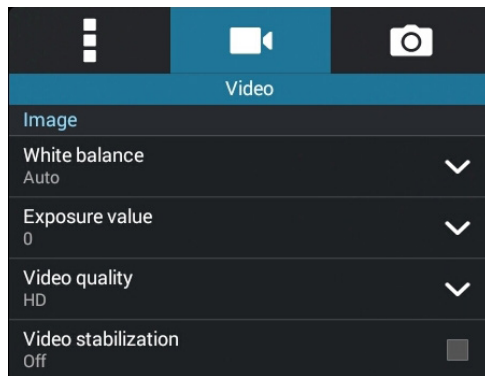 Video
Image
White balance
Auto
Exposure value
0
Video quality
HD
Video stabilization
Off